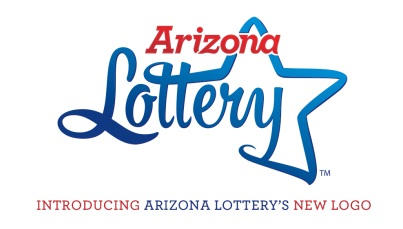 Arizona
Lottery
TM
INTRODUCING ARIZONA LOTTERY'S NEW LOGO